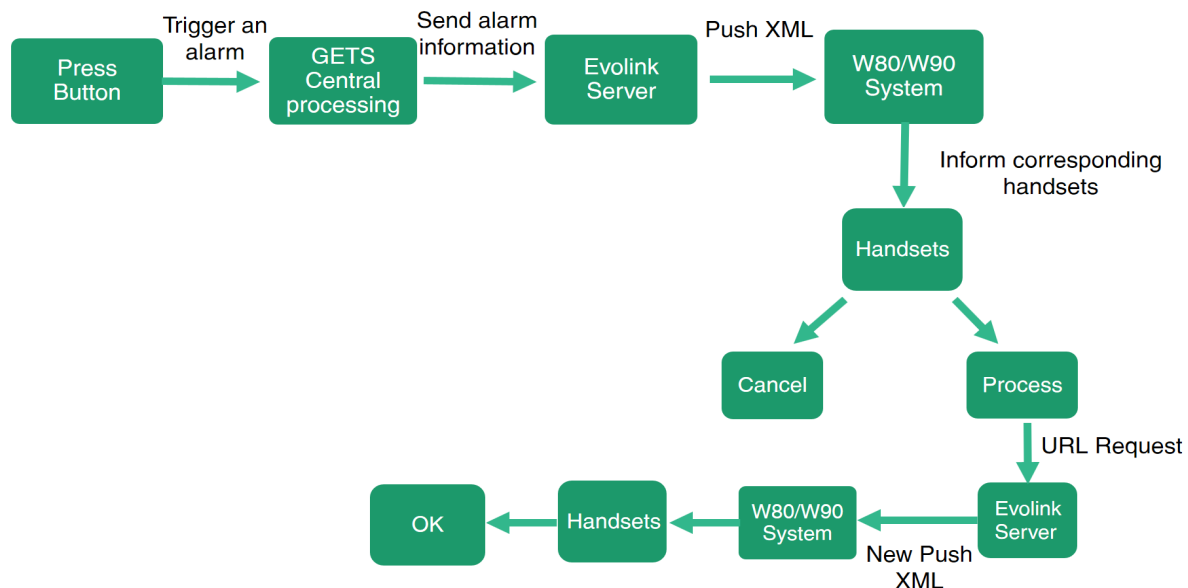 Trigger an
alarm
Send alarm
information
Push XML
Press
Button
GETS
Central
processing
Evolink
Server
W80/W90
System
Inform corresponding
handsets
Handsets
Cancel
Process
URL Request
OK
Handsets
W80/W90
System
Evolink
Server
New Push
XML